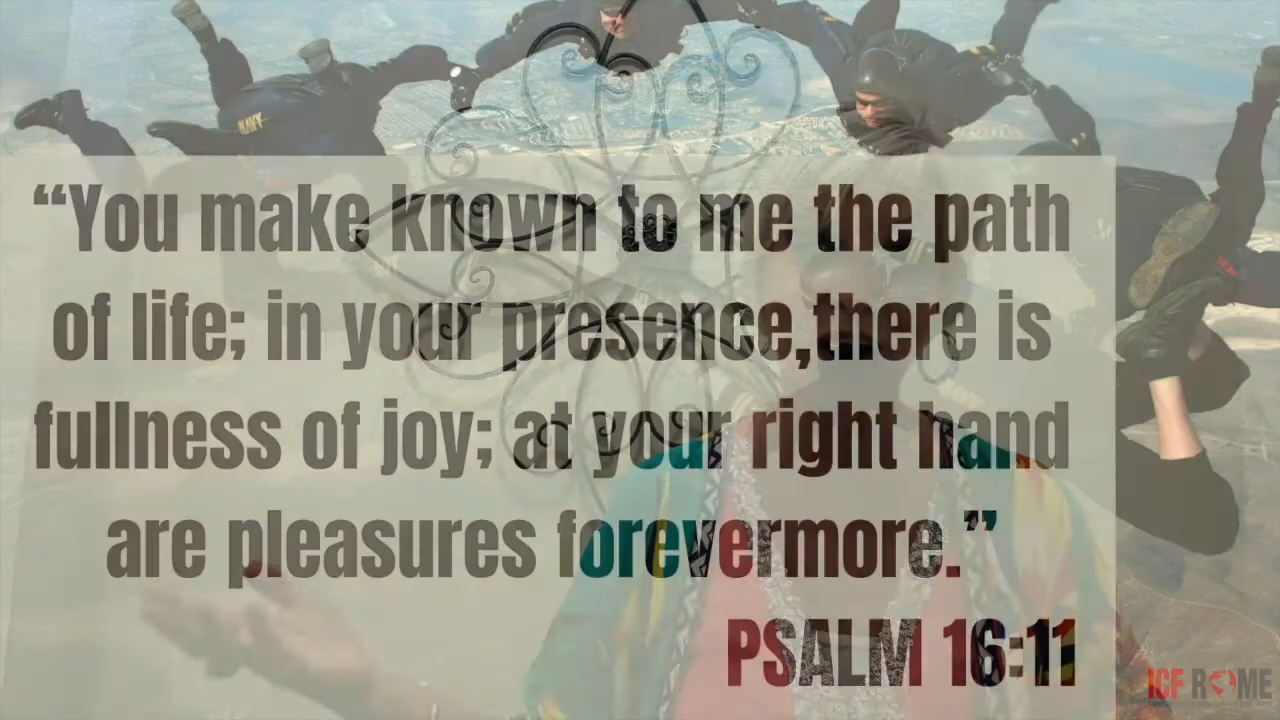 NAVY
“You make known to me the path
of life; in your presence,there is
fullness of joy; at your right hand
are pleasures forevermore.”
PSALM 16:11
ICF ROME